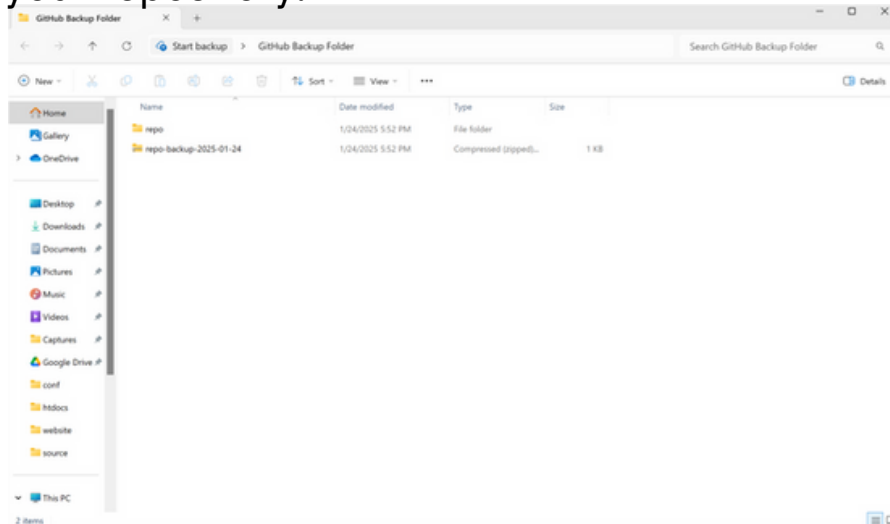 GitHub Backup Folder
Start backup > GitHub Backup Folder
Search GitHub Backup Folder
New
Sort
View
Details
Name Date modified Type Size
repo 1/24/2025 5:52 PM File folder
repo-backup-2025-01-24 1/24/2025 5:52 PM Compressed (zipped)... 1 KB
Home
Gallery
OneDrive
Desktop
Downloads
Documents
Pictures
Music
Videos
Captures
Google Drive
conf
htdocs
website
source
This PC
2 items